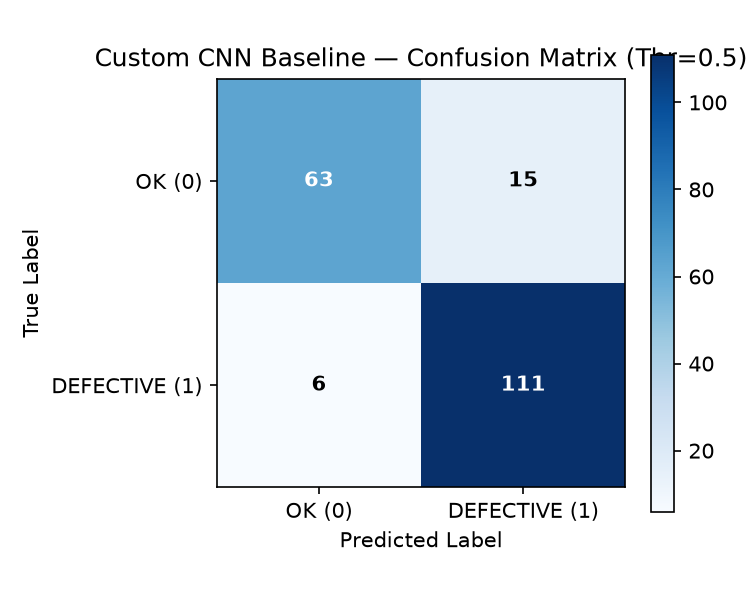 Custom CNN Baseline — Confusion Matrix (Thr=0.5)
True Label
OK (0)
63
15
DEFECTIVE (1)
6
111
OK (0)
DEFECTIVE (1)
Predicted Label
100
80
60
40
20